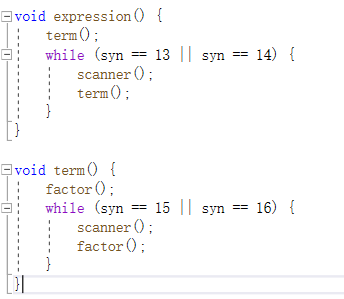 void expression() {
    term();
    while (syn == 13 || syn == 14) {
        scanner();
        term();
    }
}
void term() {
    factor();
    while (syn == 15 || syn == 16) {
        scanner();
        factor();
    }
}